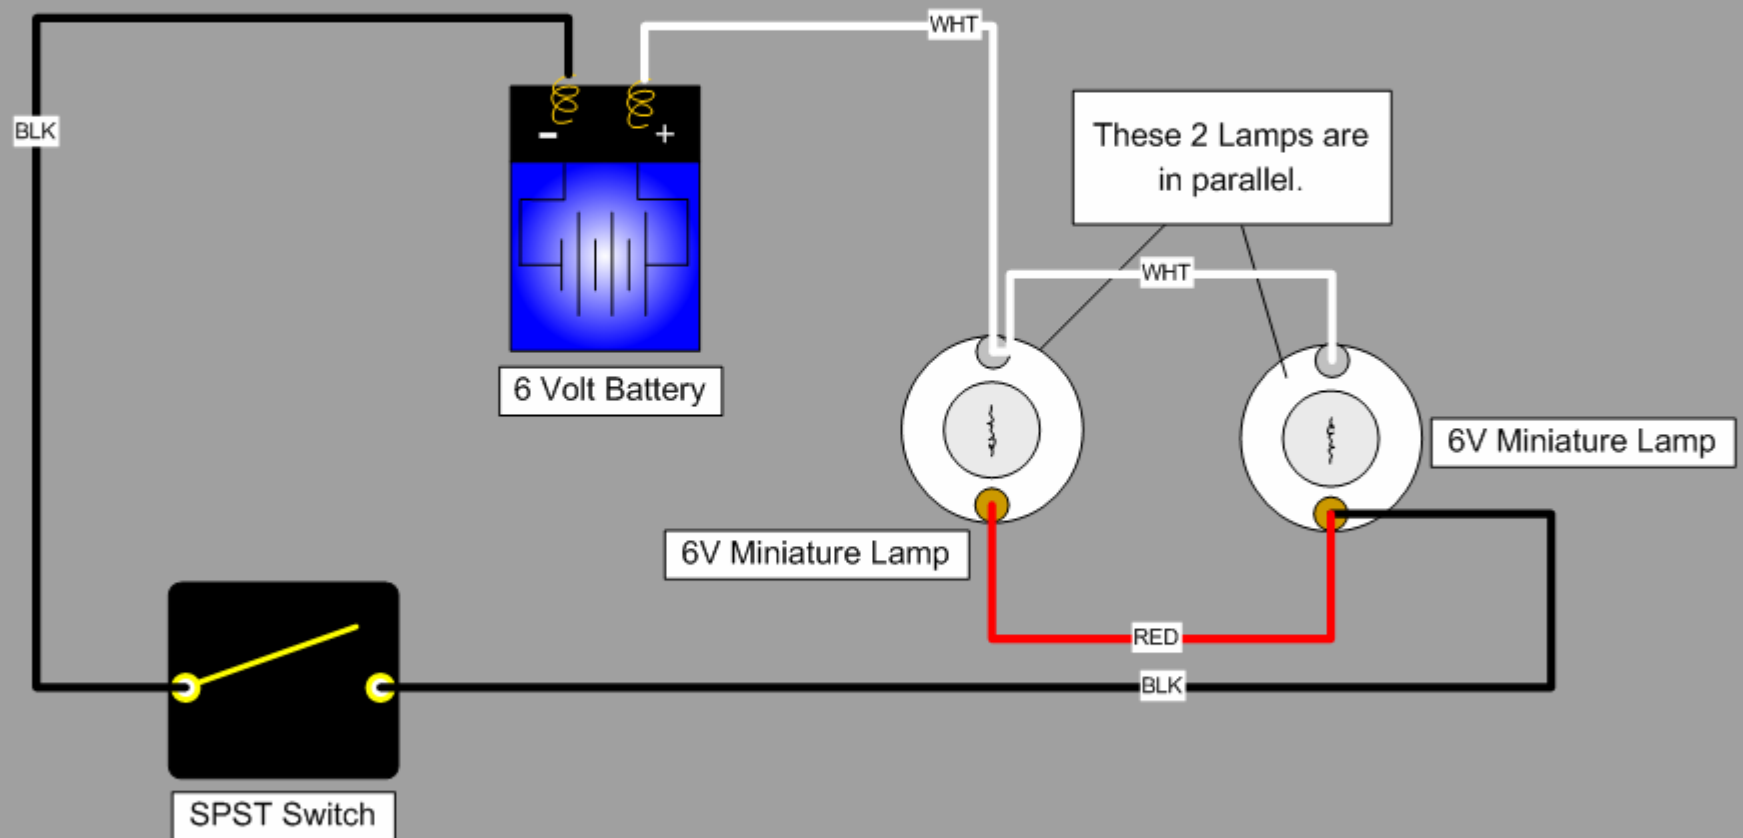 WHT
BLK
- +
These 2 Lamps are
in parallel.
WHT
6 Volt Battery
6V Miniature Lamp
6V Miniature Lamp
RED
BLK
SPST Switch